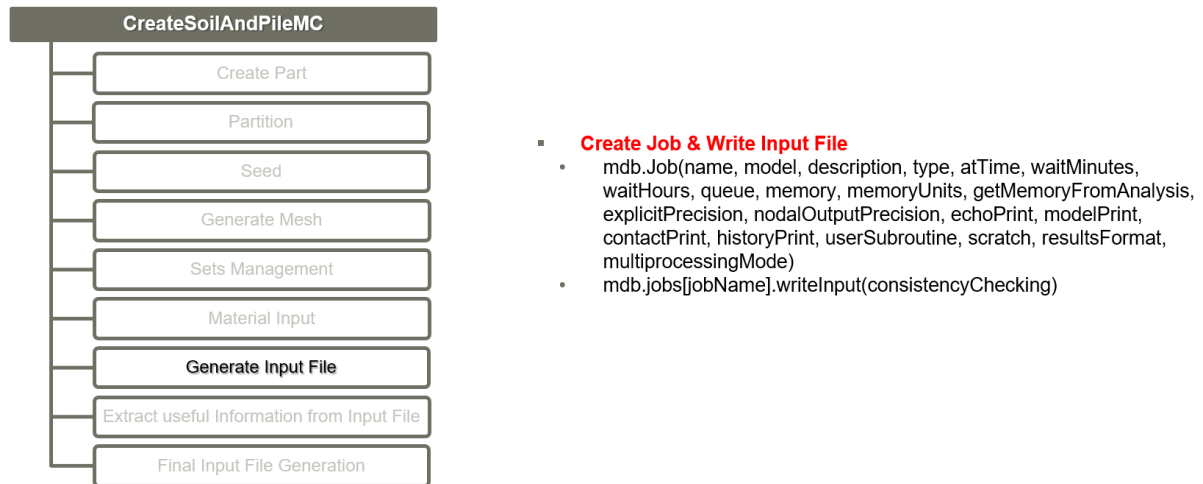 CreateSoilAndPileMC
Create Part
Partition
Seed
Generate Mesh
Sets Management
Material Input
Generate Input File
Extract useful Information from Input File
Final Input File Generation
▪ Create Job & Write Input File
• mdb.Job(name, model, description, type, atTime, waitMinutes,
waitHours, queue, memory, memoryUnits, getMemoryFromAnalysis,
explicitPrecision, nodalOutputPrecision, echoPrint, modelPrint,
contactPrint, historyPrint, userSubroutine, scratch, resultsFormat,
multiprocessingMode)
• mdb.jobs[jobName].writeInput(consistencyChecking)